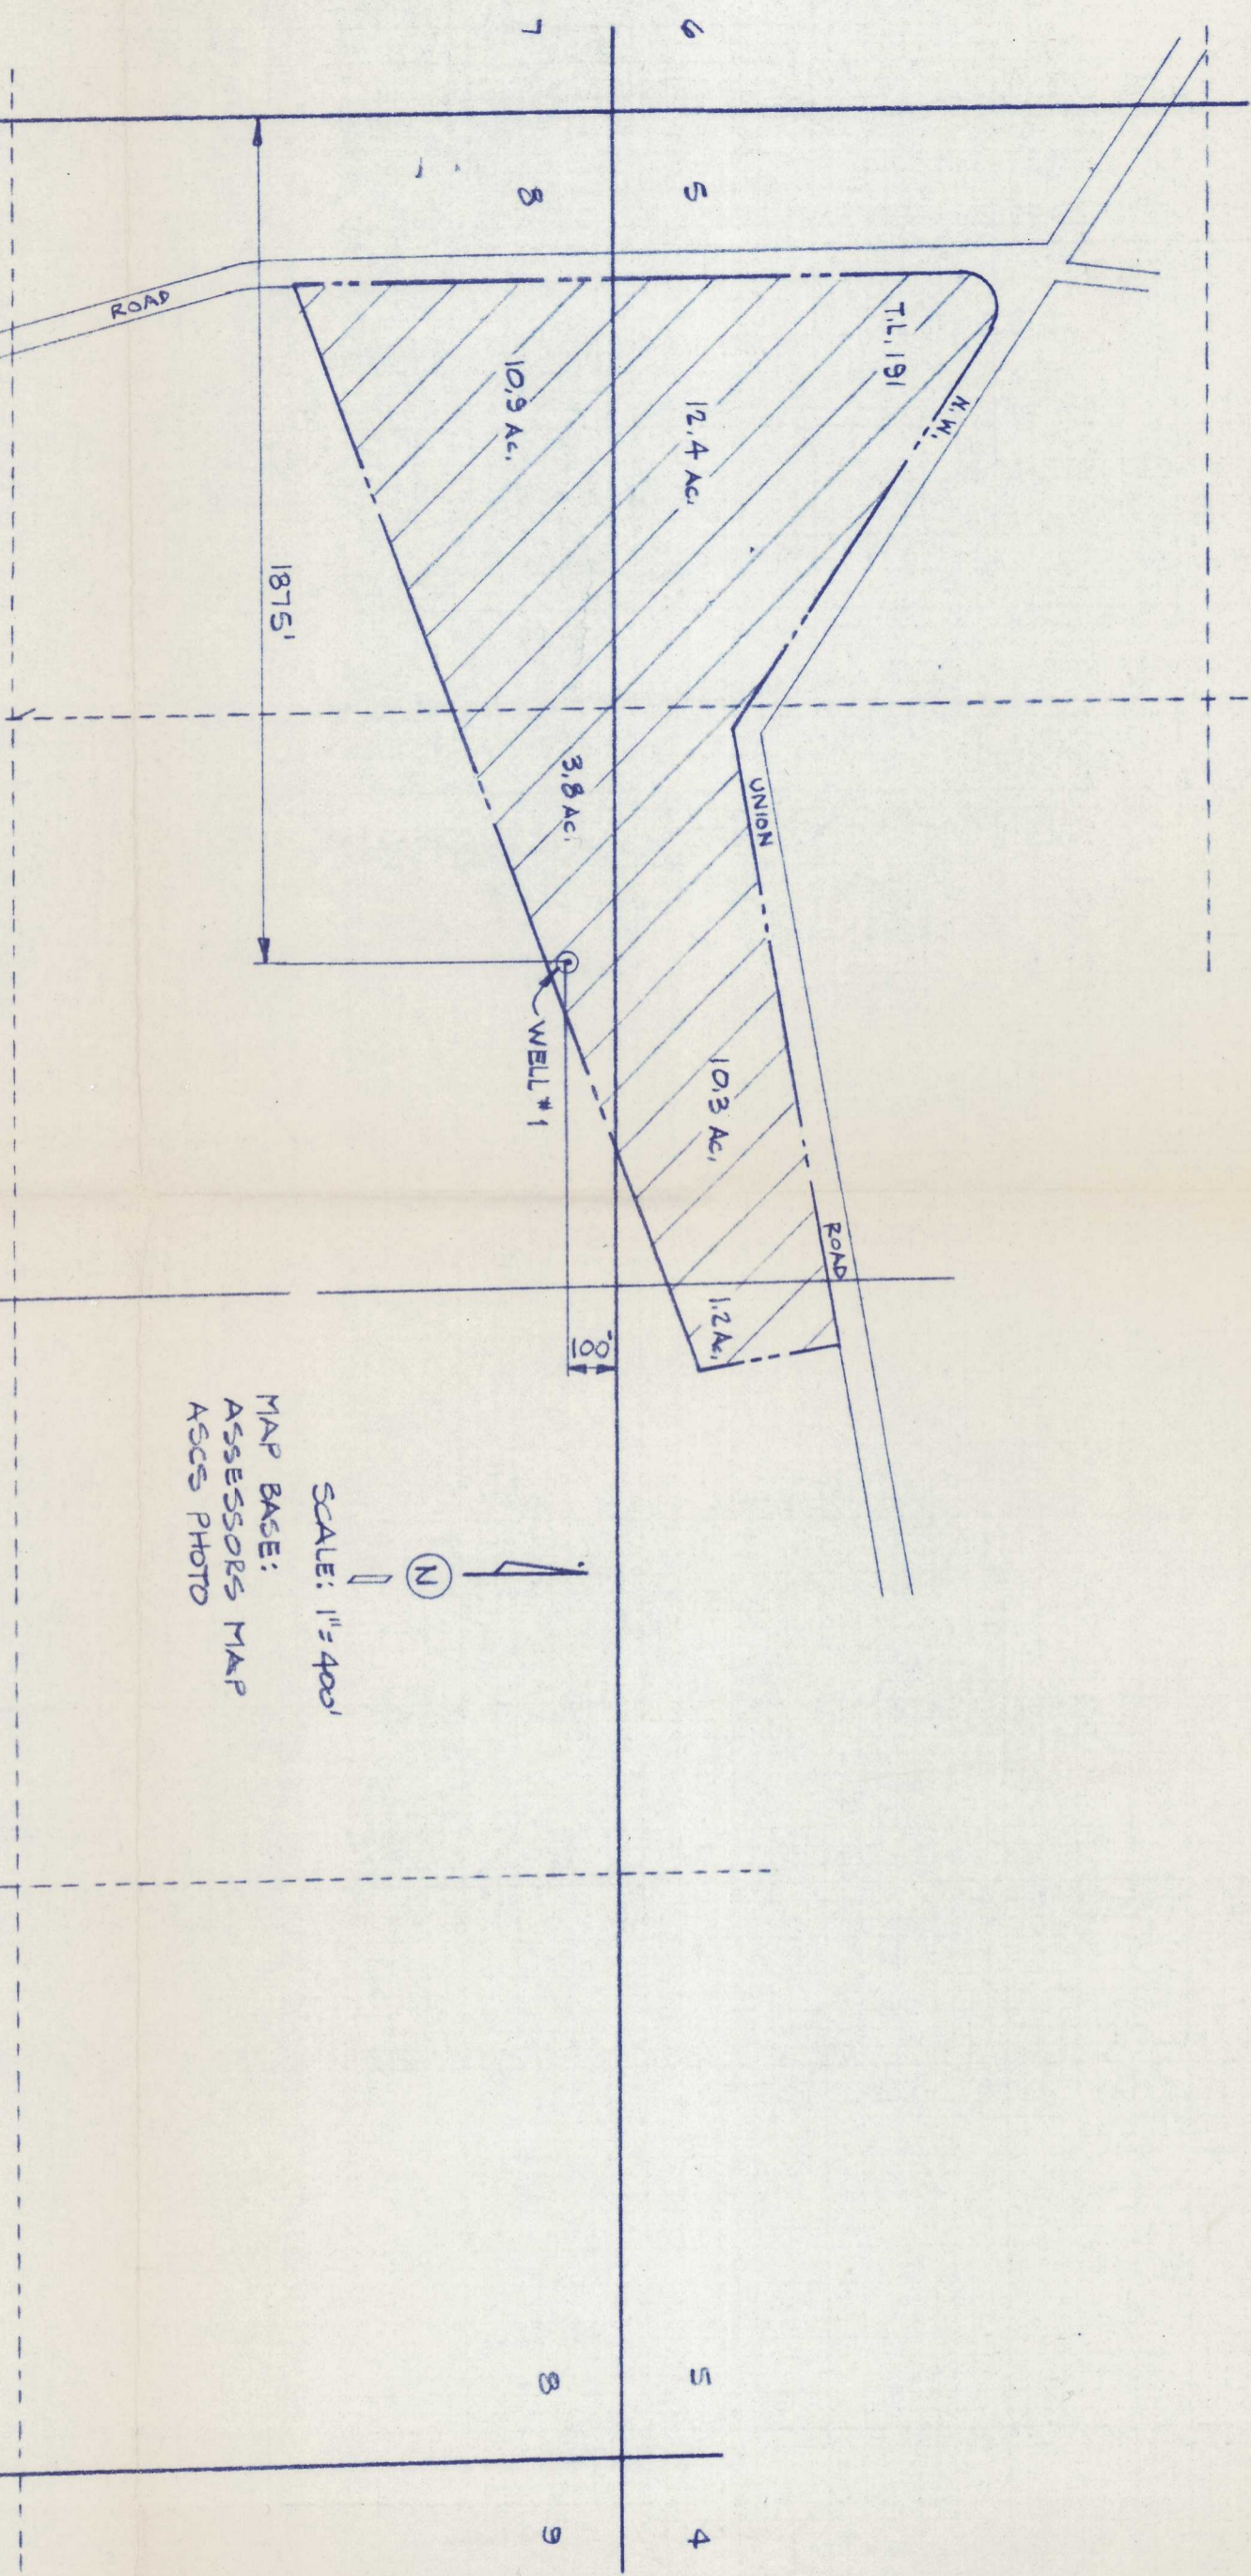 6
5
5
4
7
8
8
9
T.L. 191
N.W.
UNION
ROAD
12.4 Ac.
10.9 Ac.
3.8 Ac.
10.3 Ac.
1.2 Ac.
WELL #1
100'
1875'
ROAD
N
SCALE: 1"=400'
MAP BASE:
ASSESSORS MAP
ASCS PHOTO